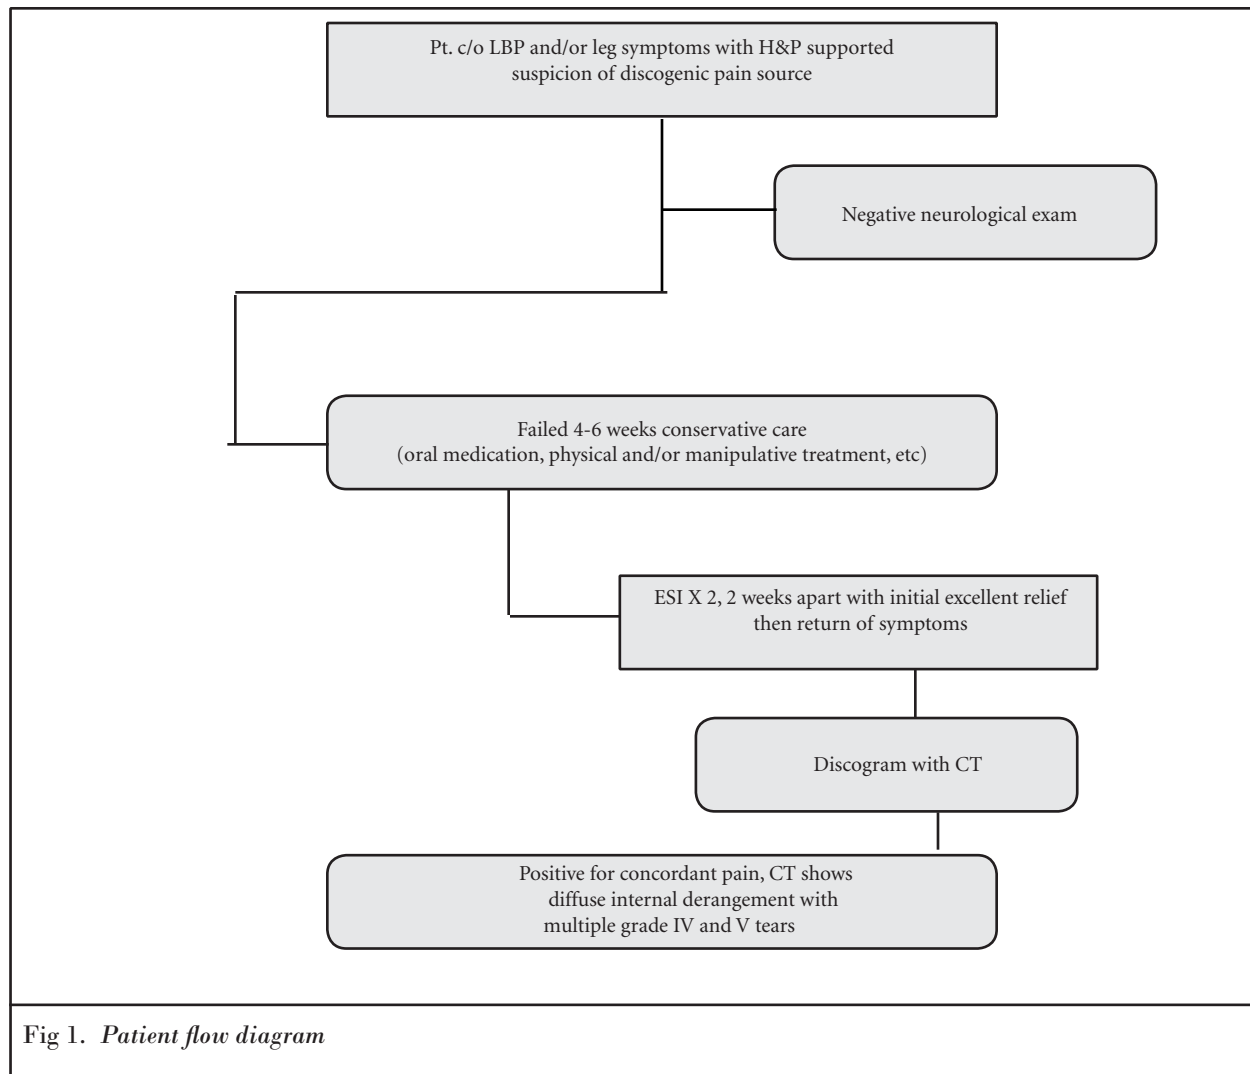 Pt. c/o LBP and/or leg symptoms with H&P supported
suspicion of discogenic pain source
Negative neurological exam
Failed 4-6 weeks conservative care
(oral medication, physical and/or manipulative treatment, etc)
ESI X 2, 2 weeks apart with initial excellent relief
then return of symptoms
Discogram with CT
Positive for concordant pain, CT shows
diffuse internal derangement with
multiple grade IV and V tears
Fig 1. Patient flow diagram